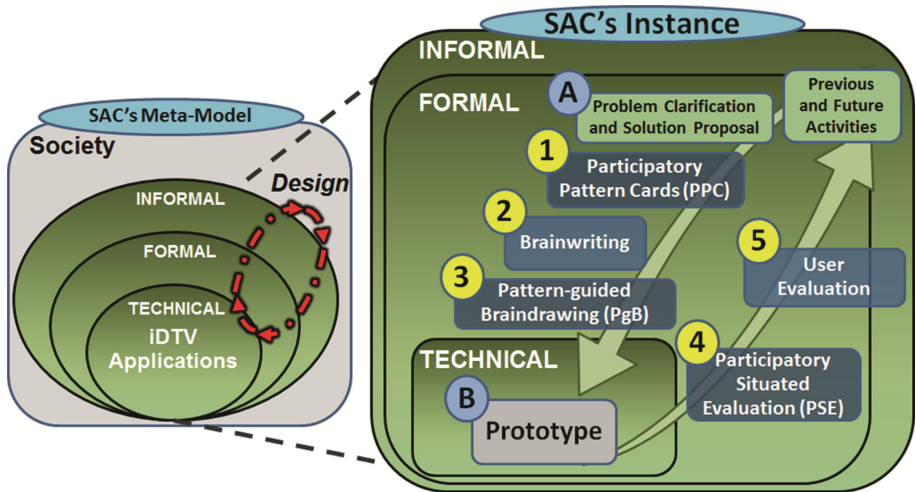 SAC's Meta-Model
Society
Design
INFORMAL
FORMAL
TECHNICAL
iDTV
Applications
SAC's Instance
INFORMAL
FORMAL
A
Problem Clarification
and Solution Proposal
Previous
and Future
Activities
1
Participatory
Pattern Cards (PPC)
2
Brainwriting
3
Pattern-guided
Braindrawing (PgB)
5
User
Evaluation
4
Participatory
Situated
Evaluation (PSE)
TECHNICAL
B
Prototype